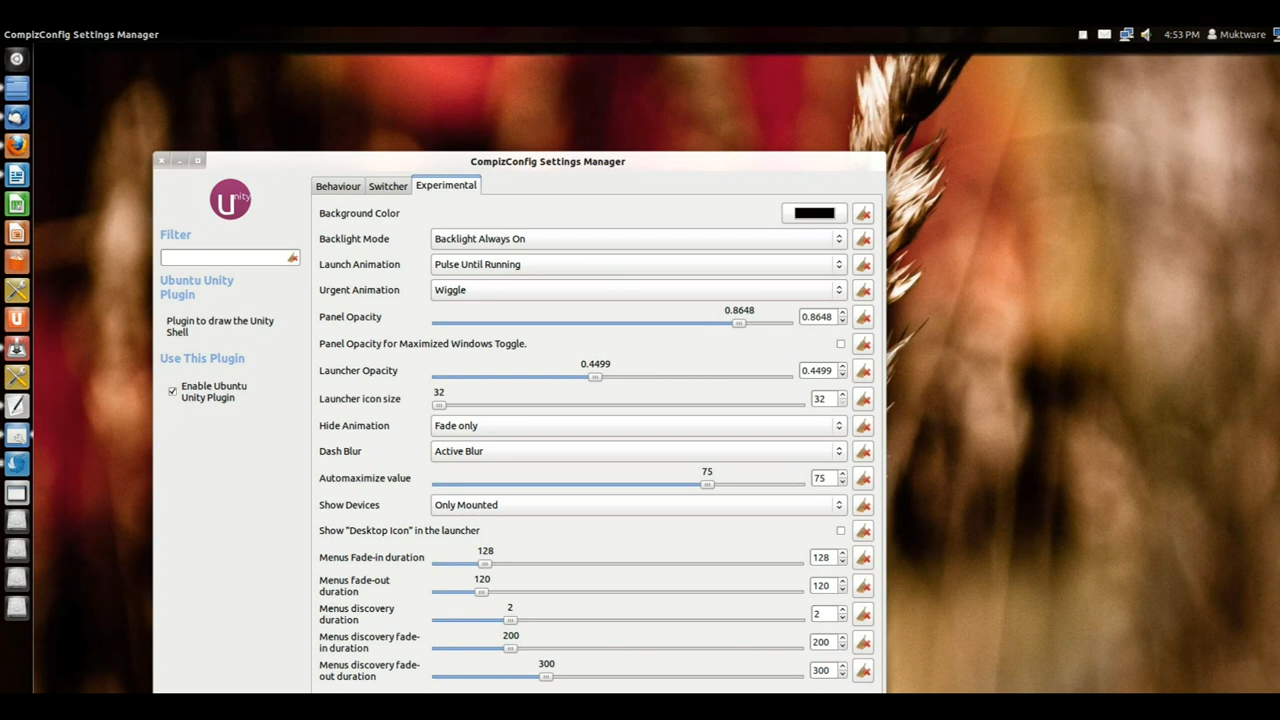 CompizConfig Settings Manager
4:53 PM Muktware
CompizConfig Settings Manager
Unity
Filter
Ubuntu Unity
Plugin
Plugin to draw the Unity
Shell
Use This Plugin
Enable Ubuntu
Unity Plugin
Behaviour Switcher Experimental
Background Color
Backlight Mode Backlight Always On
Launch Animation Pulse Until Running
Urgent Animation Wiggle
0.8648
Panel Opacity 0.8648
Panel Opacity for Maximized Windows Toggle.
0.4499
Launcher Opacity 0.4499
32
Launcher icon size 32
Hide Animation Fade only
Dash Blur Active Blur
75
Automaximize value 75
Show Devices Only Mounted
Show "Desktop Icon" in the launcher
128
Menus Fade-in duration 128
120
Menus fade-out
duration 120
2
Menus discovery
duration 2
200
Menus discovery fade-
in duration 200
300
Menus discovery fade-
out duration 300